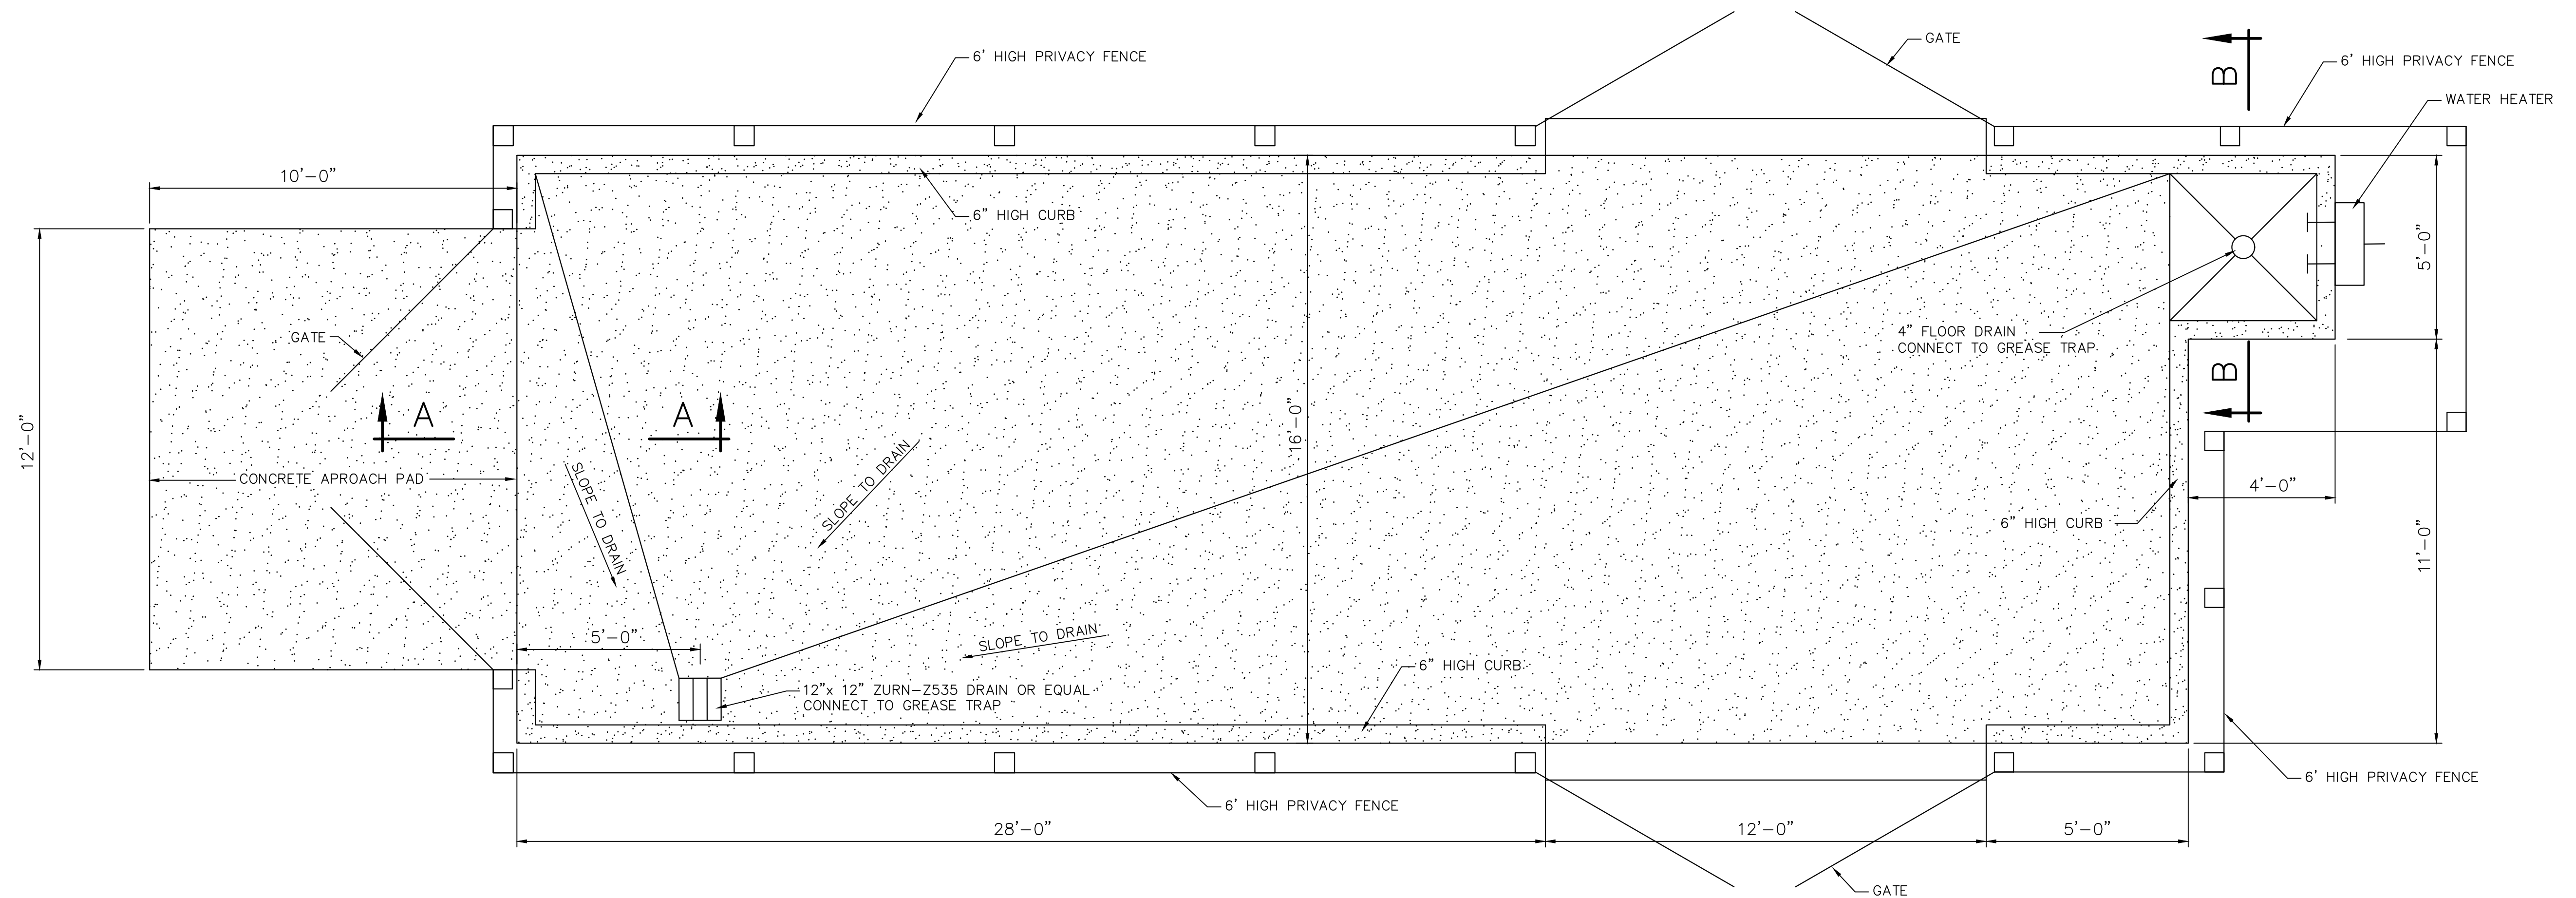 GATE
6' HIGH PRIVACY FENCE
6' HIGH PRIVACY FENCE
B
WATER HEATER
10'-0"
6" HIGH CURB
5'-0"
GATE
4" FLOOR DRAIN
CONNECT TO GREASE TRAP
B
A
A
16'-0"
12'-0"
SLOPE TO DRAIN
SLOPE TO DRAIN
CONCRETE APROACH PAD
4'-0"
6" HIGH CURB
11'-0"
5'-0"
SLOPE TO DRAIN
6" HIGH CURB
12"x 12" ZURN-Z535 DRAIN OR EQUAL
CONNECT TO GREASE TRAP
6' HIGH PRIVACY FENCE
6' HIGH PRIVACY FENCE
28'-0"
12'-0"
5'-0"
GATE